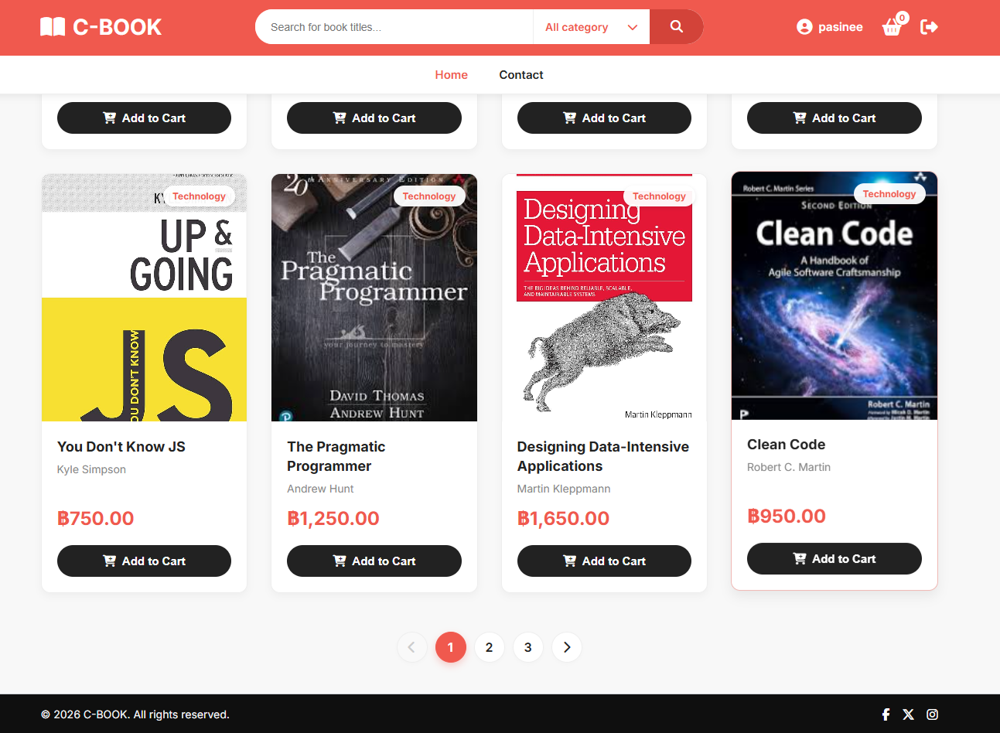 C-BOOK
Search for book titles...
All category
pasinee
0
Home
Contact
Add to Cart
Add to Cart
Add to Cart
Add to Cart
Technology
UP &
GOING
JS
YOU DON'T KNOW
You Don't Know JS
Kyle Simpson
฿750.00
Add to Cart
20th ANNIVERSARY EDITION
Technology
The
Pragmatic
Programmer
your journey to mastery
DAVID THOMAS
ANDREW HUNT
The Pragmatic
Programmer
Andrew Hunt
฿1,250.00
Add to Cart
Technology
Designing
Data-Intensive
Applications
THE BIG IDEAS BEHIND RELIABLE, SCALABLE,
AND MAINTAINABLE SYSTEMS
Martin Kleppmann
Designing Data-Intensive
Applications
Martin Kleppmann
฿1,650.00
Add to Cart
Robert C. Martin Series
Technology
SECOND EDITION
Clean Code
A Handbook of
Agile Software Craftsmanship
Robert C. Martin
Clean Code
Robert C. Martin
฿950.00
Add to Cart
1
2
3
© 2026 C-BOOK. All rights reserved.